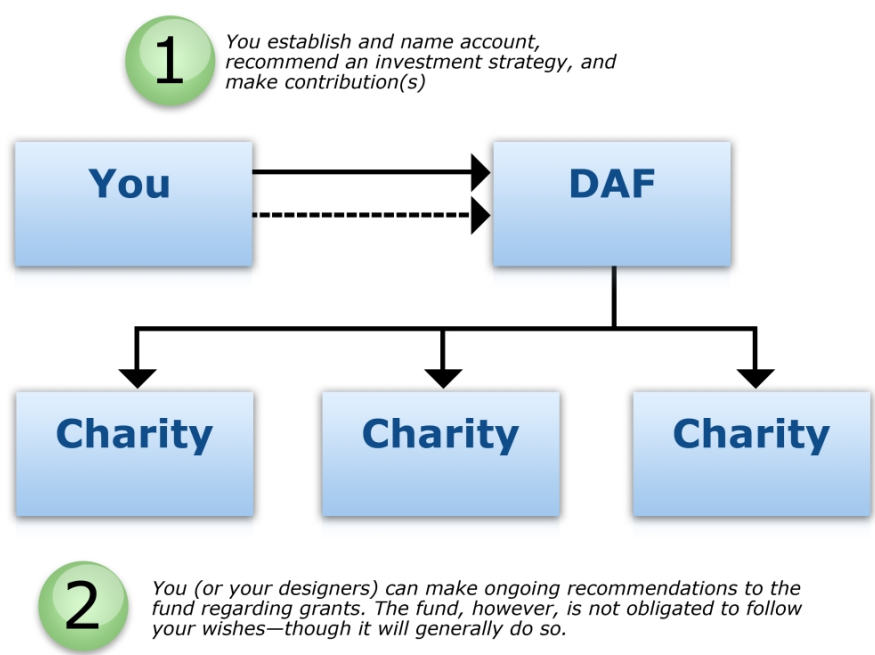 1
You establish and name account,
recommend an investment strategy, and
make contribution(s)
You
DAF
Charity
Charity
Charity
2
You (or your designers) can make ongoing recommendations to the
fund regarding grants. The fund, however, is not obligated to follow
your wishes—though it will generally do so.